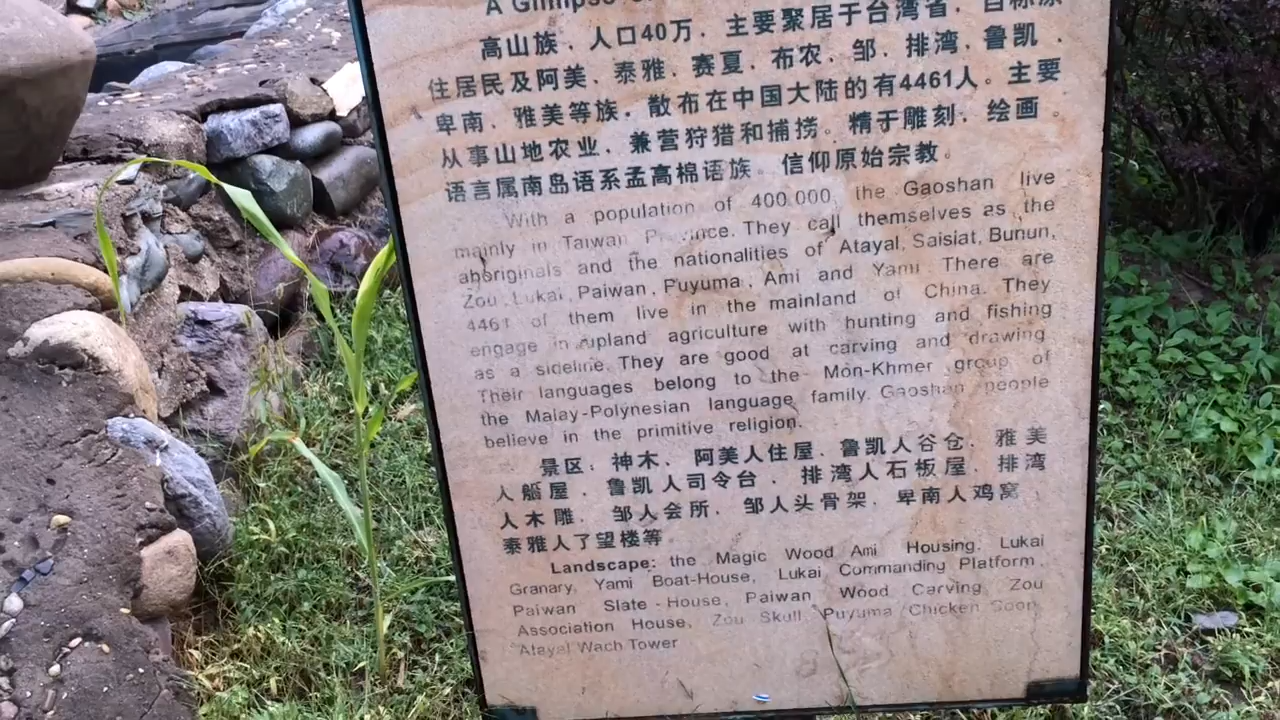 A Glimpse
高山族、人口40万、主要聚居于台湾省、自称原
住居民及阿美、泰雅、赛夏、布农、邹、排湾、鲁凯、
卑南、雅美等族。散布在中国大陆的有4461人。主要
从事山地农业、兼营狩猎和捕捞。精于雕刻、绘画。
语言属南岛语系孟高棉语族。信仰原始宗教。
With a population of 400.000, the Gaoshan live
mainly in Taiwan Province. They call themselves as the
aboriginals and the nationalities of Atayal, Saisiat, Bunun,
Zou, Lukai, Paiwan, Puyuma, Ami and Yami. There are
4461 of them live in the mainland of China. They
engage in upland agriculture with hunting and fishing
as a sideline. They are good at carving and drawing
Their languages belong to the Mon-Khmer group of
the Malay-Polynesian language family. Gaoshan people
believe in the primitive religion.
景区：神木、阿美人住屋、鲁凯人谷仓、雅美
人艏屋、鲁凯人司令台、排湾人石板屋、排湾
人木雕、邹人会所、邹人头骨架、卑南人鸡窝
泰雅人了望楼等。
Landscape: the Magic Wood Ami Housing. Lukai
Granary, Yami Boat-House, Lukai Commanding Platform.
Paiwan Slate-House, Paiwan Wood Carving, Zou
Association House, Zou Skull Puyuma Chicken Coop
Atayal Wach Tower